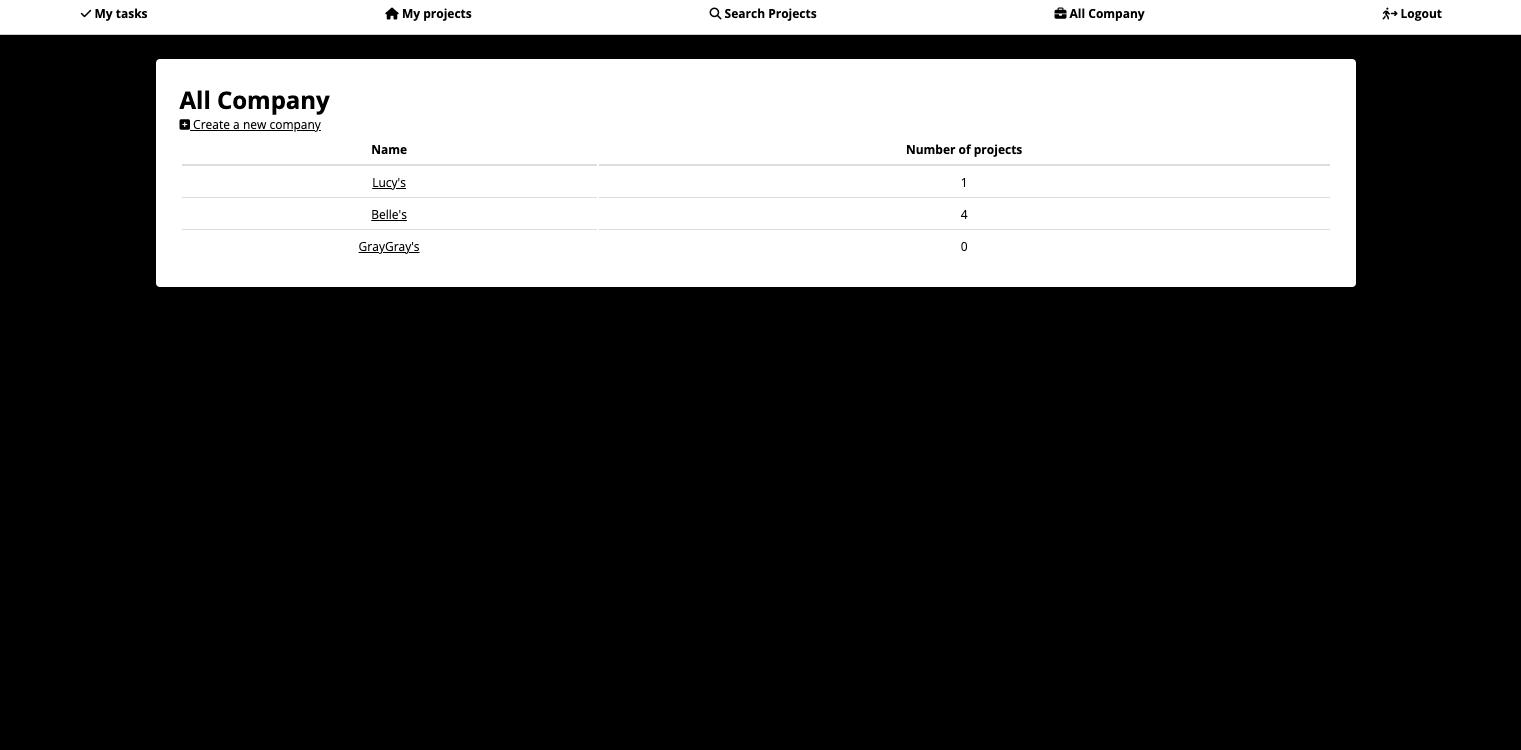 My tasks My projects Search Projects All Company Logout
All Company
Create a new company
Name Number of projects
Lucy's 1
Belle's 4
GrayGray's 0